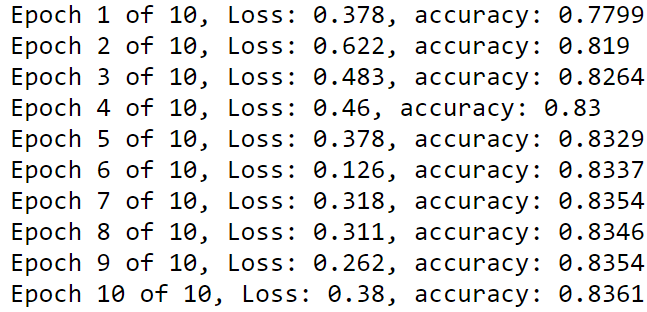 Epoch 1 of 10, Loss: 0.378, accuracy: 0.7799
Epoch 2 of 10, Loss: 0.622, accuracy: 0.819
Epoch 3 of 10, Loss: 0.483, accuracy: 0.8264
Epoch 4 of 10, Loss: 0.46, accuracy: 0.83
Epoch 5 of 10, Loss: 0.378, accuracy: 0.8329
Epoch 6 of 10, Loss: 0.126, accuracy: 0.8337
Epoch 7 of 10, Loss: 0.318, accuracy: 0.8354
Epoch 8 of 10, Loss: 0.311, accuracy: 0.8346
Epoch 9 of 10, Loss: 0.262, accuracy: 0.8354
Epoch 10 of 10, Loss: 0.38, accuracy: 0.8361